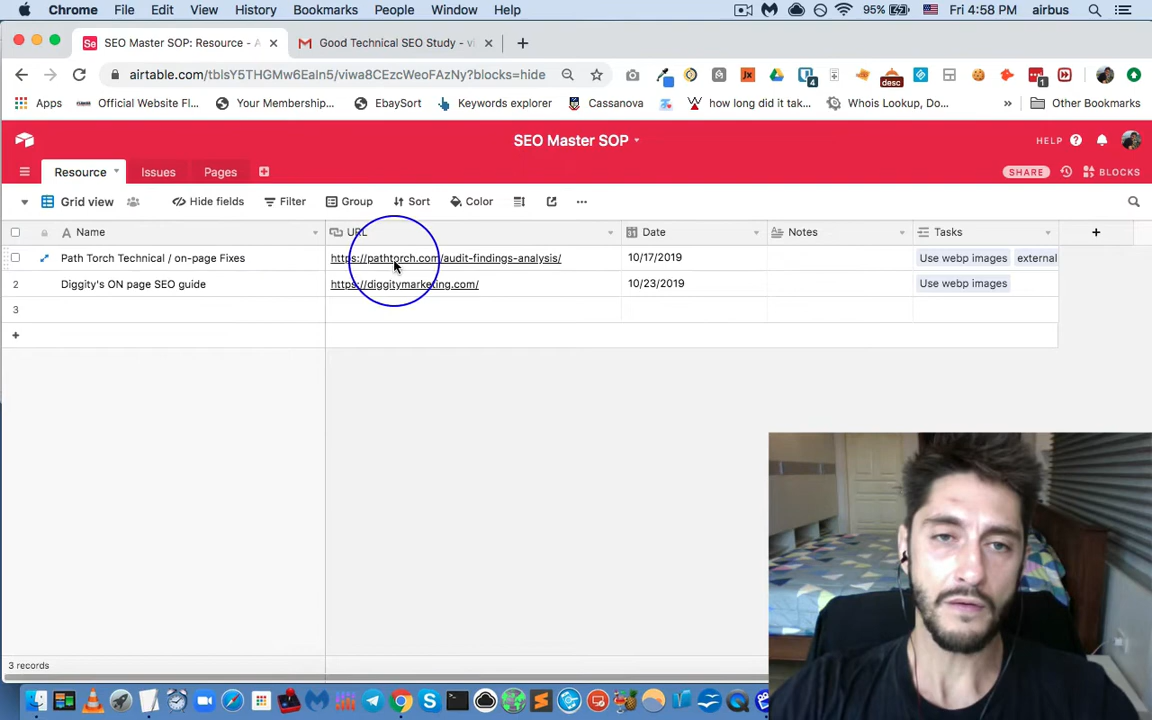 Chrome File Edit View History Bookmarks People Window Help 95% Fri 4:58 PM airbus
SEO Master SOP: Resource - A Good Technical SEO Study - vi
airtable.com/tblsY5THGMw6Ealn5/viwa8CEzcWeoFAzNy?blocks=hide
Apps Official Website Fl... Your Membership... EbaySort Keywords explorer Cassanova how long did it tak... Whois Lookup, Do... » Other Bookmarks
SEO Master SOP HELP
Resource Issues Pages SHARE BLOCKS
Grid view Hide fields Filter Group Sort Color
Name URL Date Notes Tasks
Path Torch Technical / on-page Fixes https://pathtorch.com/audit-findings-analysis/ 10/17/2019 Use webp images external
2 Diggity's ON page SEO guide https://diggitymarketing.com/ 10/23/2019 Use webp images
3
3 records